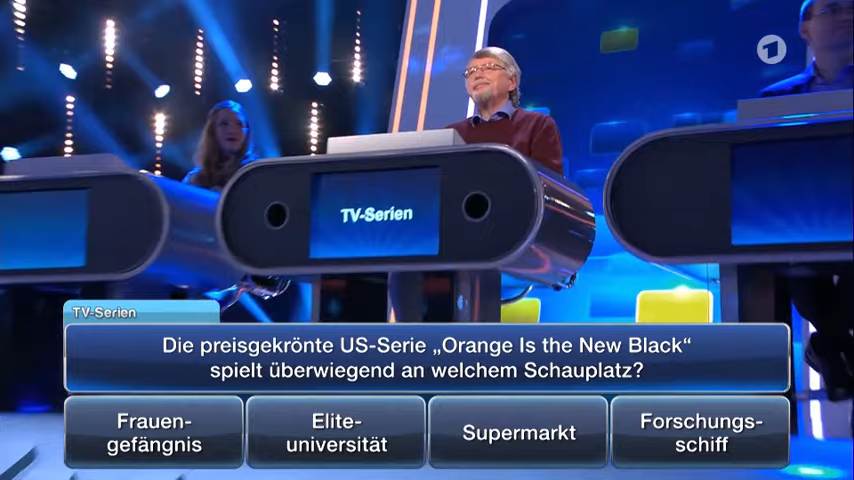 1
TV-Serien
TV-Serien
Die preisgekrönte US-Serie „Orange Is the New Black“
spielt überwiegend an welchem Schauplatz?
Frauen-
gefängnis
Elite-
universität
Supermarkt
Forschungs-
schiff